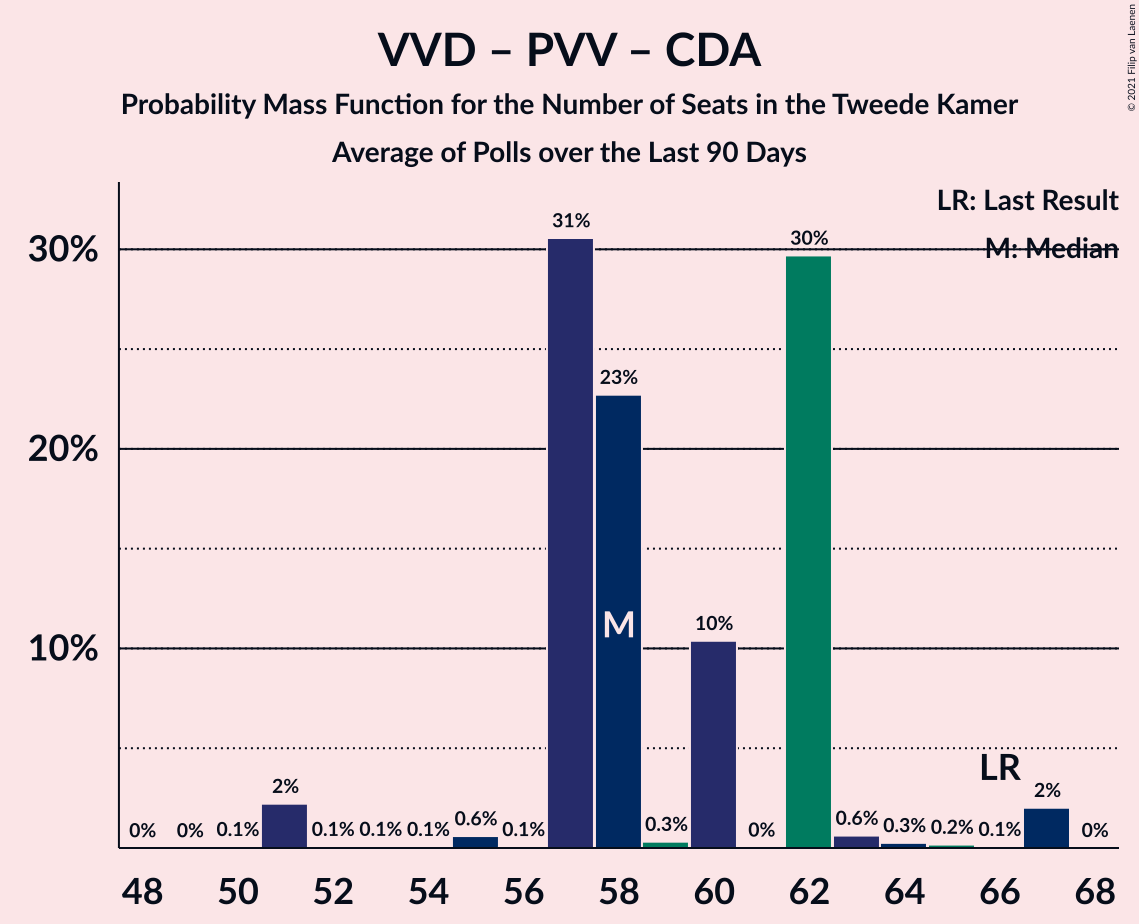 VVD – PVV – CDA
Probability Mass Function for the Number of Seats in the Tweede Kamer
Average of Polls over the Last 90 Days
© 2021 Filip van Laenen
LR: Last Result
M: Median
30%
20%
10%
0%
0%
0.1%
2%
0.1%
0.1%
0.1%
0.6%
0.1%
31%
23%
0.3%
10%
0%
30%
0.6%
0.3%
0.2%
0.1%
2%
0%
M
LR
48 50 52 54 56 58 60 62 64 66 68